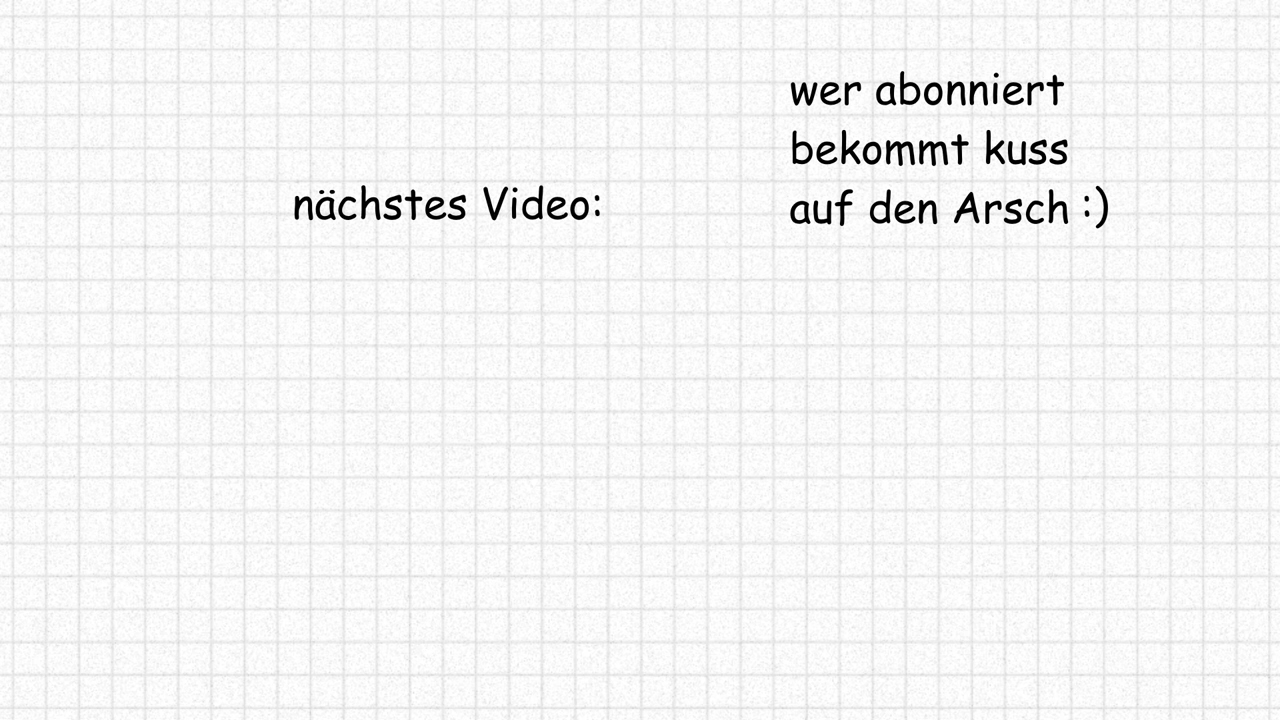 nächstes Video:
wer abonniert
bekommt kuss
auf den Arsch :)